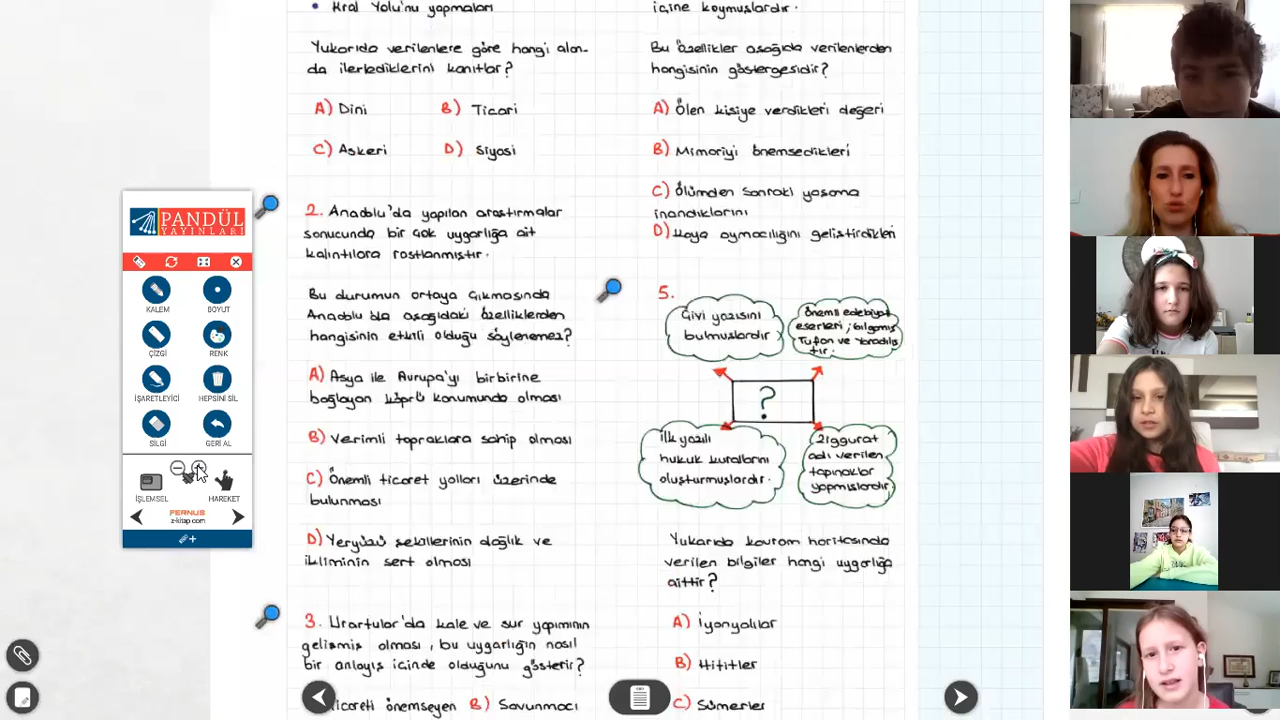 Kral Yolu'nu yapmaları
Yukarıda verilenlere göre hangi alan-
da ilerlediklerini kanıtlar?
A) Dini
B) Ticari
C) Askeri
D) Siyasi
2. Anadolu'da yapılan araştırmalar
sonucunda bir çok uygarlığa ait
kalıntılara rastlanmıştır.
Bu durumun ortaya çıkmasında
Anadolu'da aşağıdaki özelliklerden
hangisinin etkili olduğu söylenemez?
A) Asya ile Avrupa'yı birbirine
bağlayan köprü konumunda olması
B) Verimli topraklara sahip olması
C) Önemli ticaret yolları üzerinde
bulunması
D) Yeryüzü şekillerinin dağlık ve
ikliminin sert olması
3. Urartular'da kale ve sur yapımının
gelişmiş olması, bu uygarlığın nasıl
bir anlayış içinde olduğunu gösterir?
icareti önemseyen B) Savunmacı
içine koymuşlardır.
Bu özellikler aşağıda verilenlerden
hangisinin göstergesidir?
A) Ölen kişiye verdikleri değeri
B) Mimariyi önemsedikleri
C) Ölümden sonraki yaşama
inandıklarını
D) Kaya oymacılığını geliştirdikleri
5.
Çivi yazısını
bulmuşlardır
Önemli edebiyat
eserleri; bilgamış
Tufan ve Yaradılış
tır.
?
İlk yazılı
hukuk kurallarını
oluşturmuşlardır.
Ziggurat
adı verilen
tapınaklar
yapmışlardır.
Yukarıda kavram haritasında
verilen bilgiler hangi uygarlığa
aittir?
A) İyonyalılar
B) Hititler
C) Sümerler
PANDÜL
YAYINLARI
KALEM
BOYUT
ÇİZGİ
RENK
İŞARETLEYİCİ
HEPSİNİ SİL
SİLGİ
GERİ AL
İŞLEMSEL
HAREKET
FERNUS
z-kitap.com